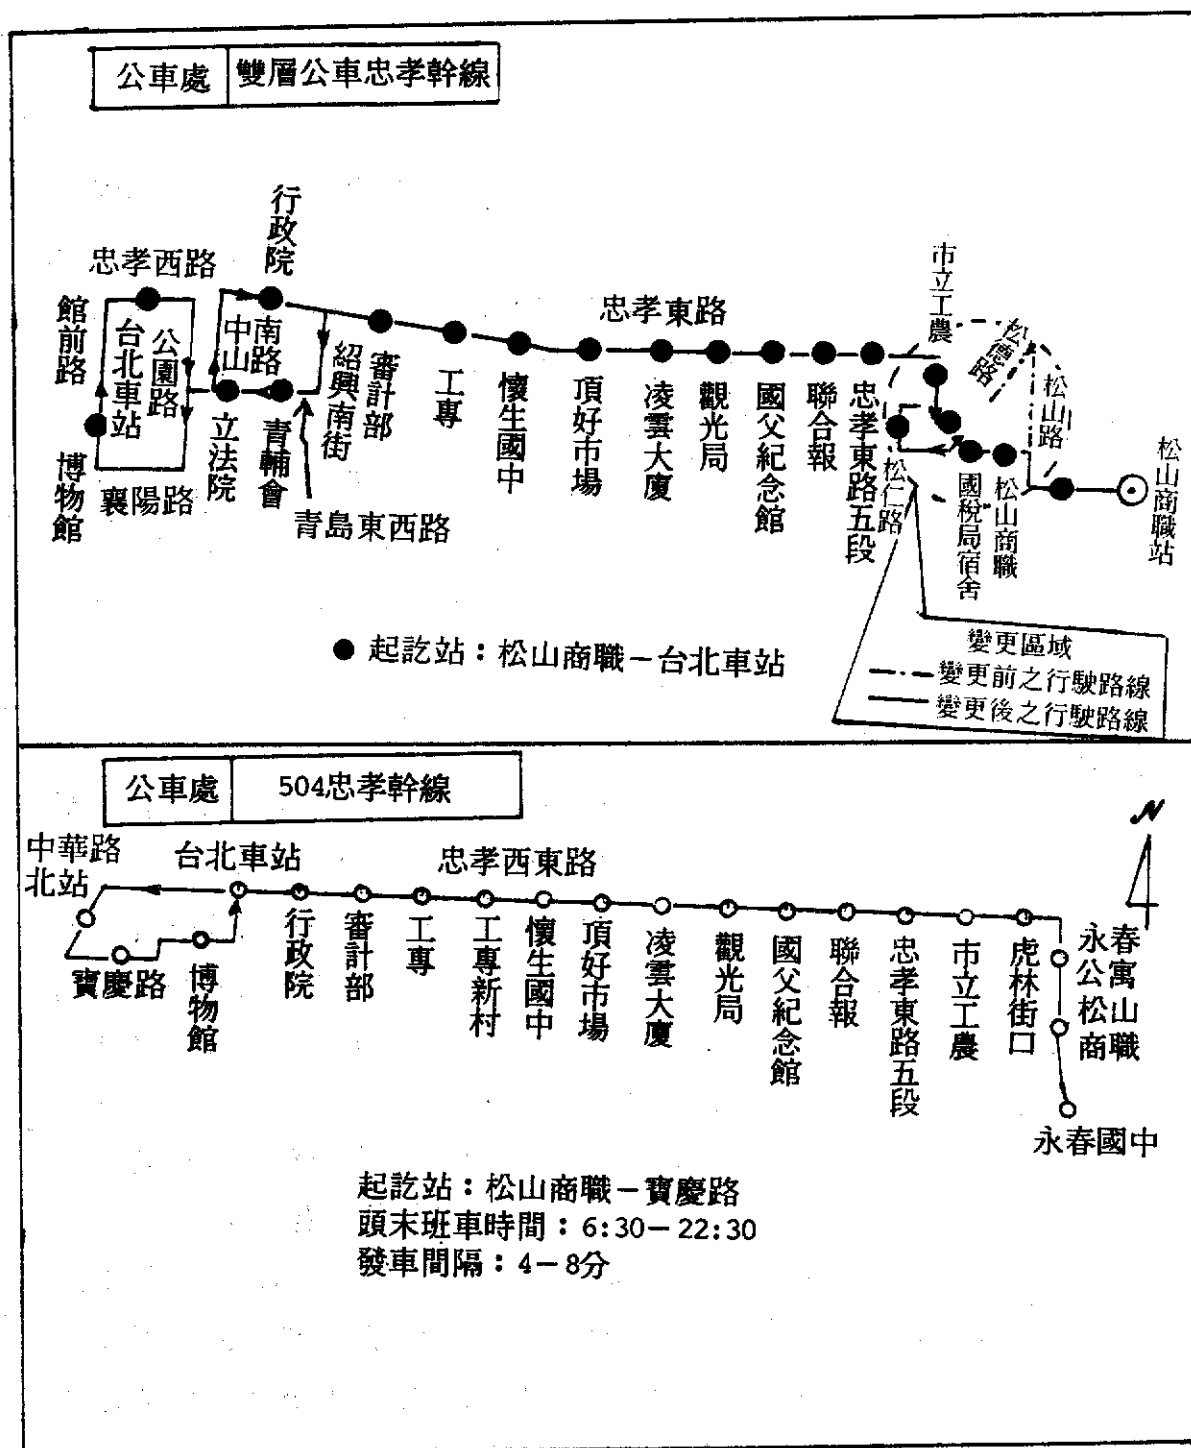 公車處 雙層公車忠孝幹線
行政院
忠孝西路
館前路
台北車站
公園路
中山南路
博物館
襄陽路
立法院
青輔會
紹興南街
青島東西路
審計部
工專
懷生國中
忠孝東路
頂好市場
凌雲大廈
觀光局
國父紀念館
聯合報
忠孝東路五段
市立工農
松德路
松山路
松仁路
國稅局宿舍
松山商職
松山商職站
● 起訖站：松山商職－台北車站
變更區域
變更前之行駛路線
變更後之行駛路線
公車處 504忠孝幹線
N
中華路北站
台北車站
忠孝西東路
寶慶路
博物館
行政院
審計部
工專
工專新村
懷生國中
頂好市場
凌雲大廈
觀光局
國父紀念館
聯合報
忠孝東路五段
市立工農
虎林街口
永春
公寓
松山
商職
永春國中
起訖站：松山商職－寶慶路
頭末班車時間：6:30－22:30
發車間隔：4－8分